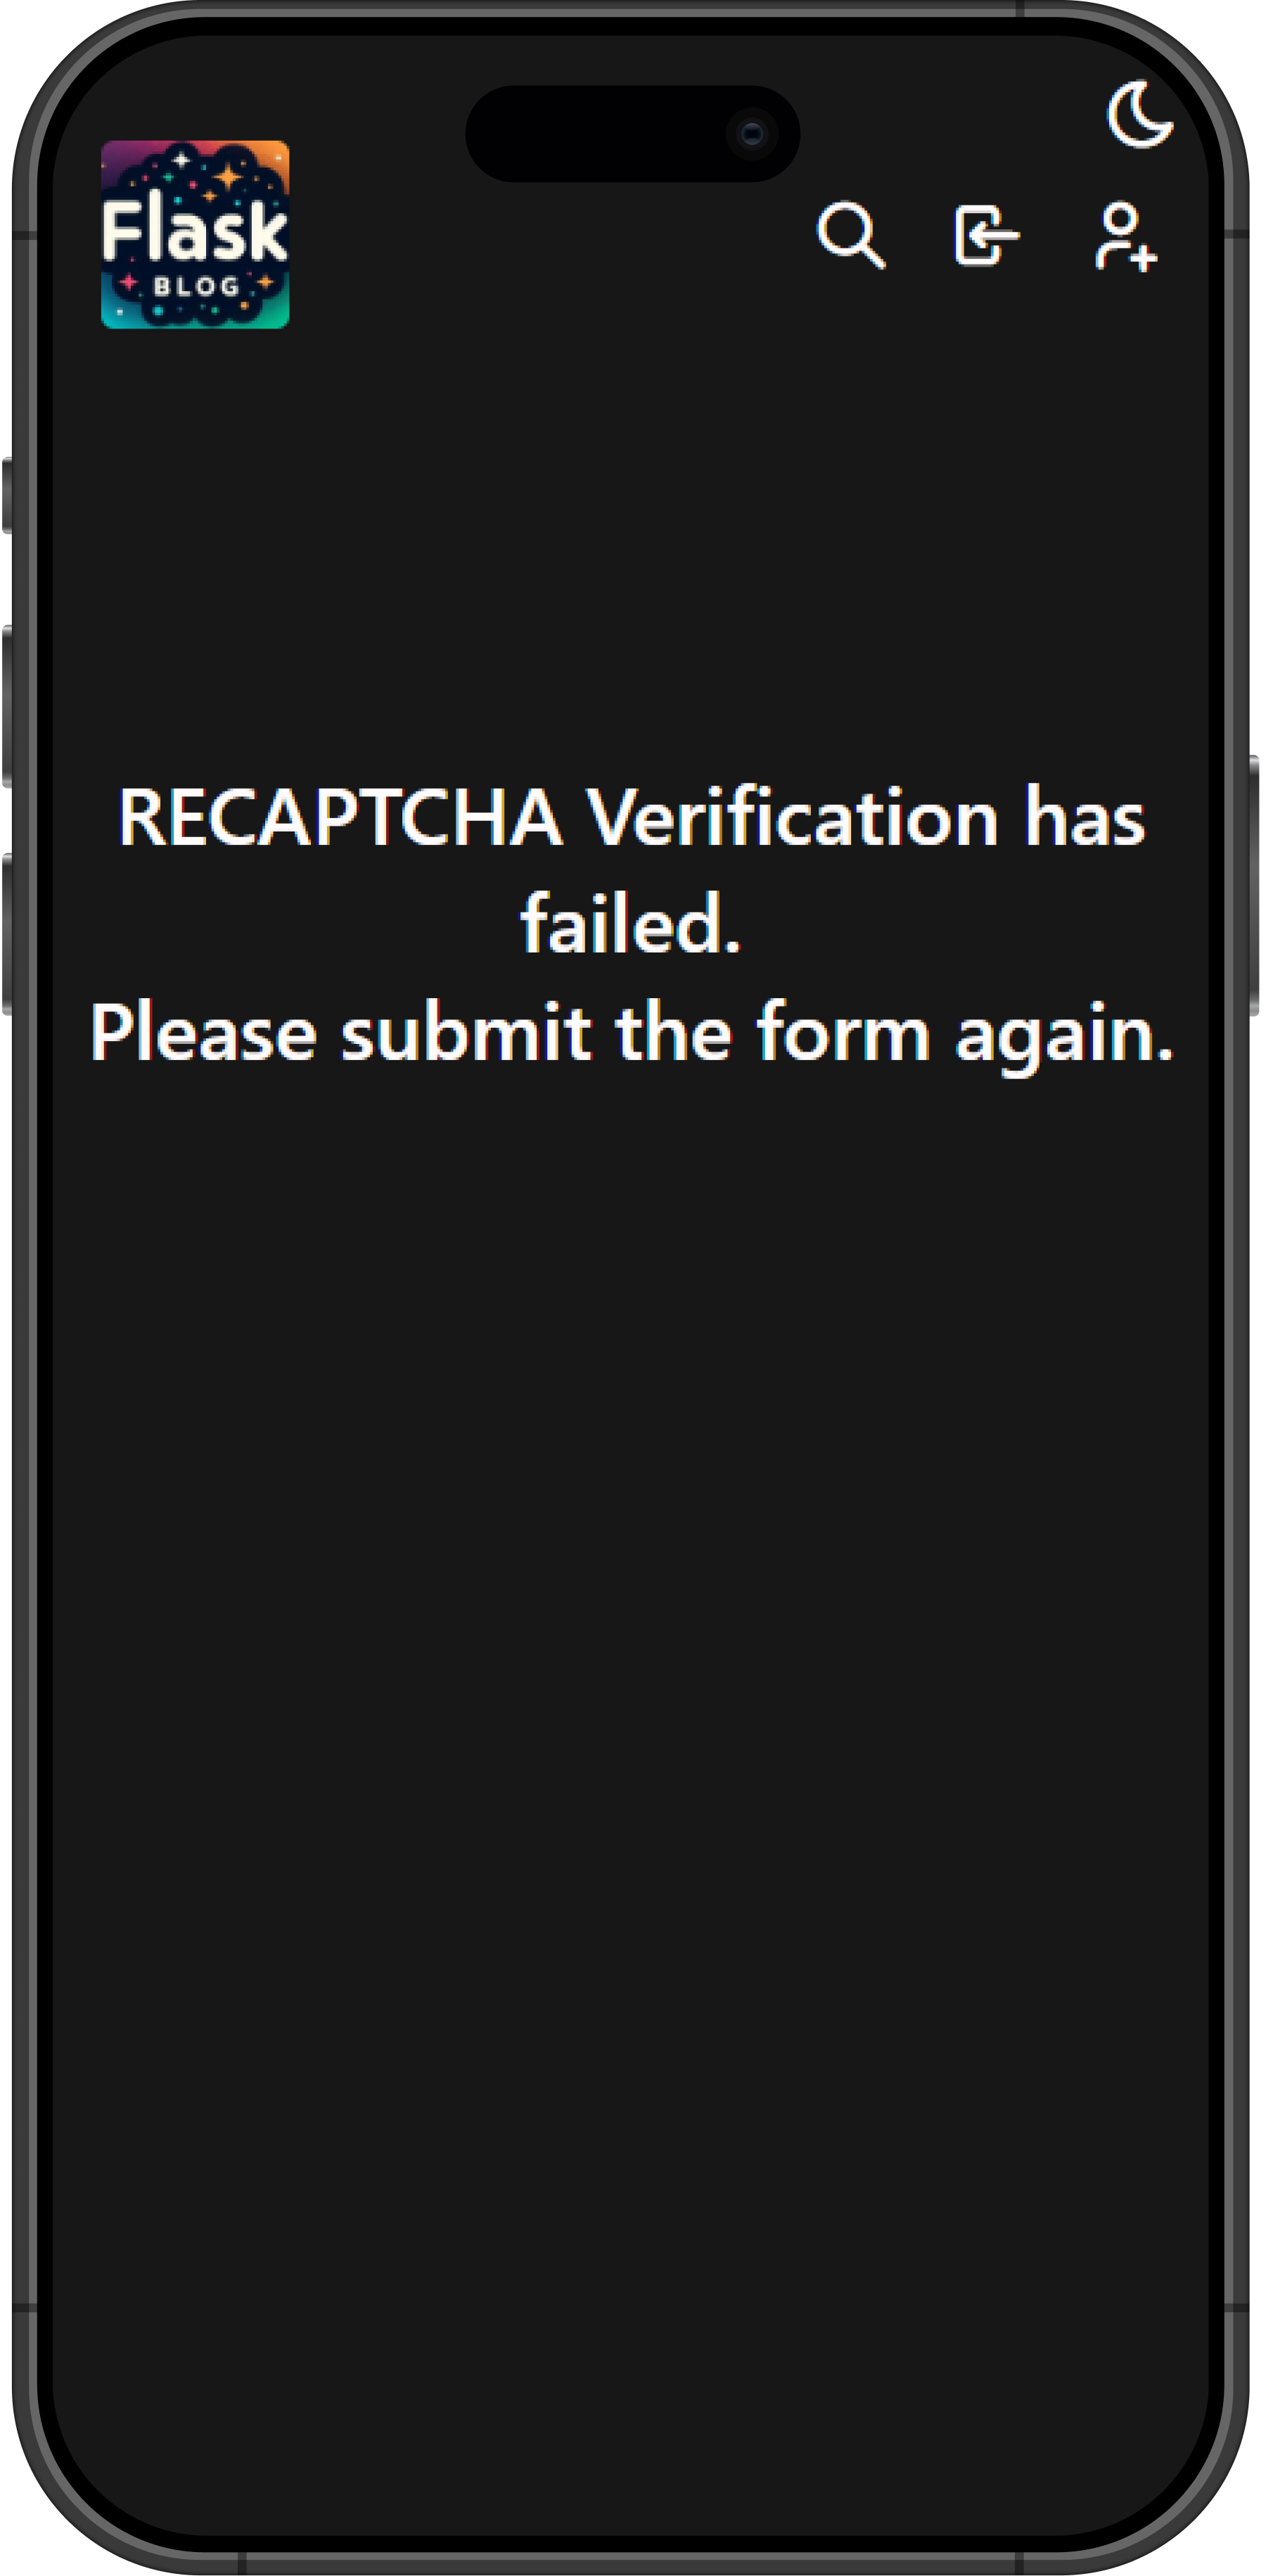 Flask
BLOG
RECAPTCHA Verification has
failed.
Please submit the form again.